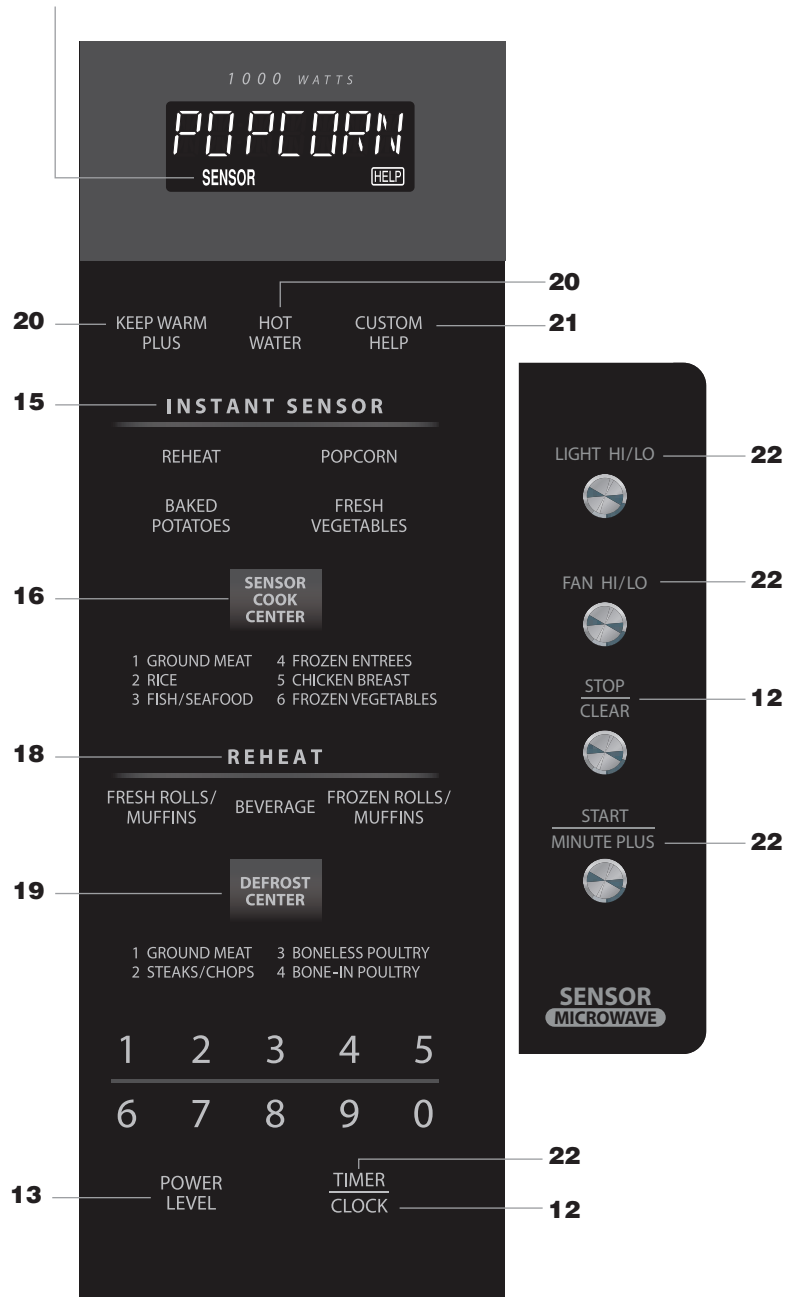 1000 WATTS
POPCORN
SENSOR HELP
20
20 KEEP WARM HOT CUSTOM 21
PLUS WATER HELP
15 INSTANT SENSOR
REHEAT POPCORN
BAKED FRESH
POTATOES VEGETABLES
16 SENSOR
COOK
CENTER
1 GROUND MEAT 4 FROZEN ENTREES
2 RICE 5 CHICKEN BREAST
3 FISH/SEAFOOD 6 FROZEN VEGETABLES
18 REHEAT
FRESH ROLLS/ BEVERAGE FROZEN ROLLS/
MUFFINS MUFFINS
19 DEFROST
CENTER
1 GROUND MEAT 3 BONELESS POULTRY
2 STEAKS/CHOPS 4 BONE-IN POULTRY
1 2 3 4 5
6 7 8 9 0
22
13 POWER TIMER
LEVEL CLOCK 12
LIGHT HI/LO 22
FAN HI/LO 22
STOP 12
CLEAR
START
MINUTE PLUS 22
SENSOR
MICROWAVE